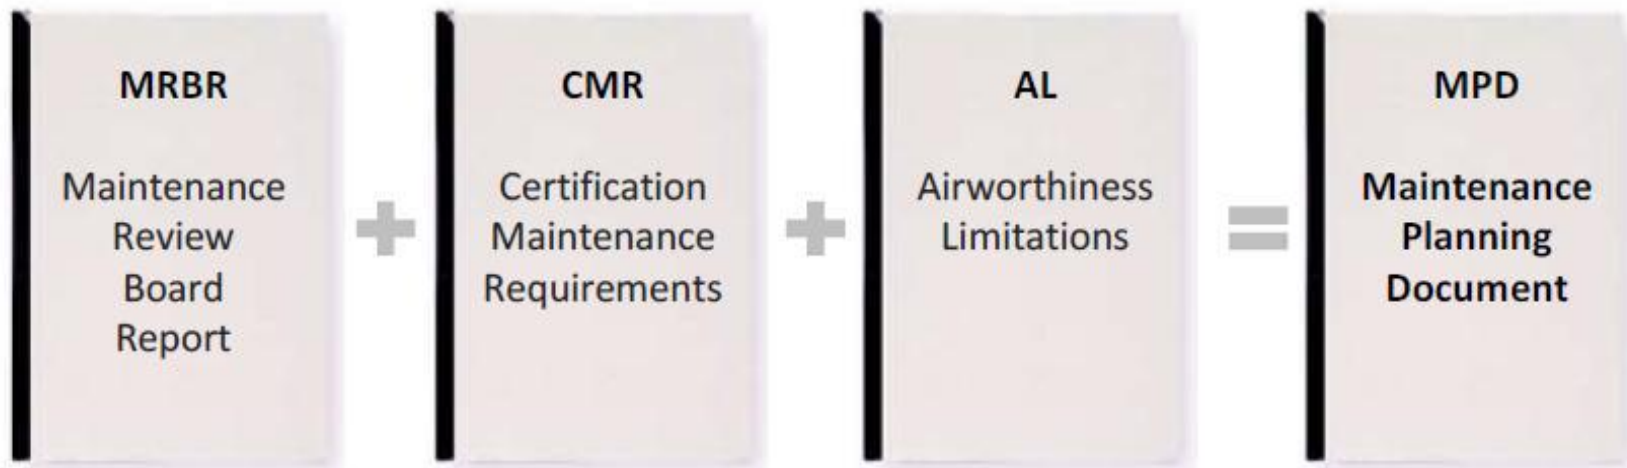 MRBR
Maintenance
Review
Board
Report
CMR
Certification
Maintenance
Requirements
AL
Airworthiness
Limitations
MPD
Maintenance
Planning
Document